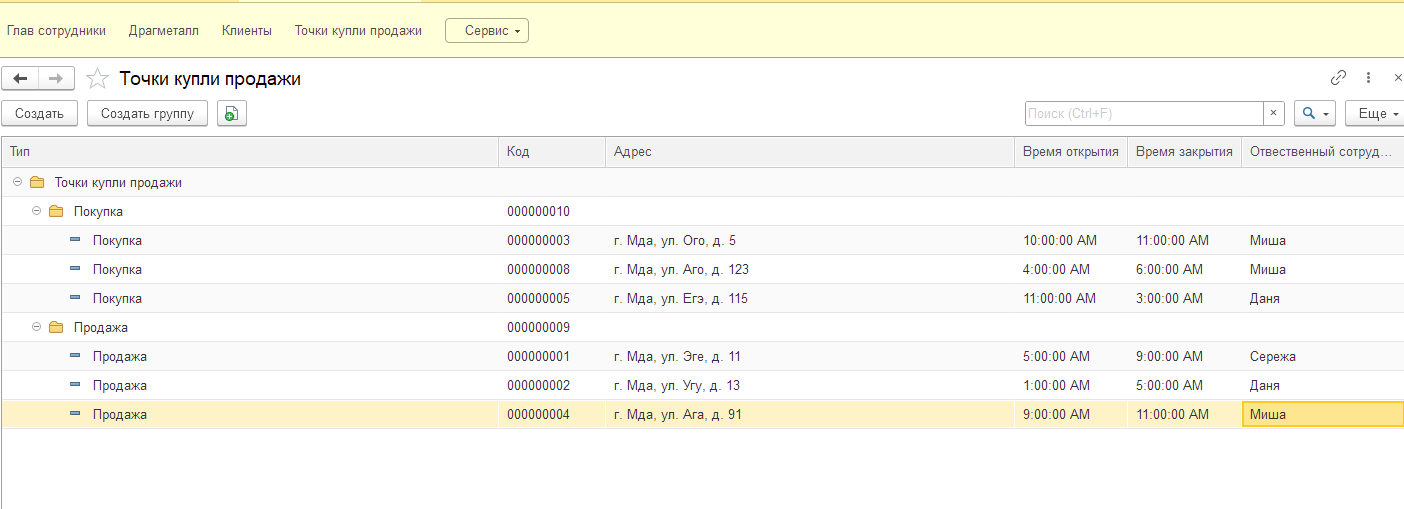 Глав сотрудники Драгметалл Клиенты Точки купли продажи Сервис
Точки купли продажи
Создать Создать группу Поиск (Ctrl+F) × Еще
Тип Код Адрес Время открытия Время закрытия Отвественный сотруд...
Точки купли продажи
Покупка 000000010
Покупка 000000003 г. Мда, ул. Ого, д. 5 10:00:00 AM 11:00:00 AM Миша
Покупка 000000008 г. Мда, ул. Аго, д. 123 4:00:00 AM 6:00:00 AM Миша
Покупка 000000005 г. Мда, ул. Егэ, д. 115 11:00:00 AM 3:00:00 AM Даня
Продажа 000000009
Продажа 000000001 г. Мда, ул. Эге, д. 11 5:00:00 AM 9:00:00 AM Сережа
Продажа 000000002 г. Мда, ул. Угу, д. 13 1:00:00 AM 5:00:00 AM Даня
Продажа 000000004 г. Мда, ул. Ага, д. 91 9:00:00 AM 11:00:00 AM Миша